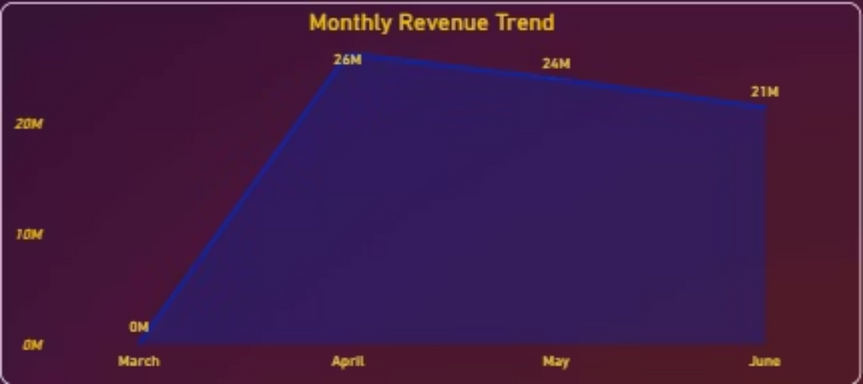 Monthly Revenue Trend
26M
24M
21M
20M
10M
0M
0M
March April May June